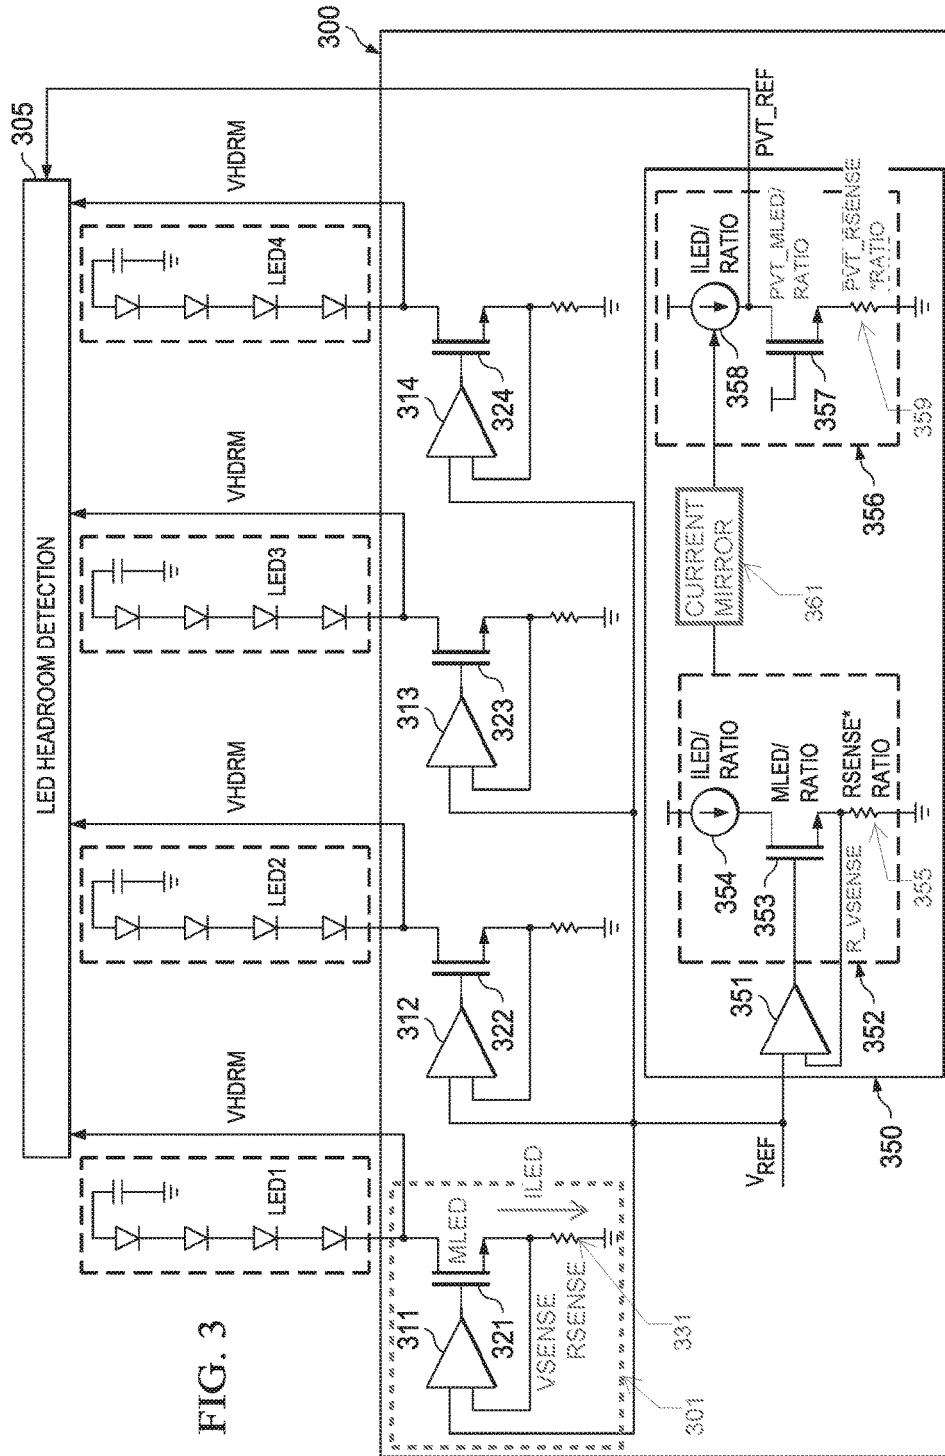 FIG. 3
LED HEADROOM DETECTION
305
VHDRM
VHDRM
VHDRM
VHDRM
LED1
LED2
LED3
LED4
300
311
312
313
314
MLED
321
322
323
324
ILED
VSENSE
RSENSE
331
301
VREF
PVT_REF
350
351
352
ILED/
RATIO
354
MLED/
RATIO
353
R_VSENSE
RSENSE*
RATIO
355
CURRENT
MIRROR
361
356
ILED/
RATIO
358
PVT_MLED/
RATIO
357
PVT_RSENSE
*RATIO
359